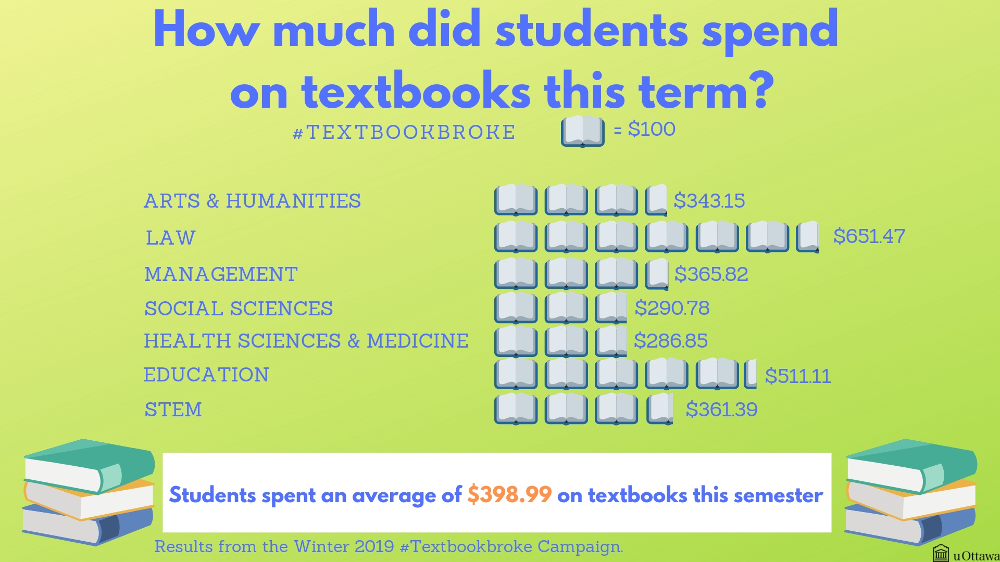 How much did students spend
on textbooks this term?
#TEXTBOOKBROKE = $100
ARTS & HUMANITIES $343.15
LAW $651.47
MANAGEMENT $365.82
SOCIAL SCIENCES $290.78
HEALTH SCIENCES & MEDICINE $286.85
EDUCATION $511.11
STEM $361.39
Students spent an average of $398.99 on textbooks this semester
Results from the Winter 2019 #Textbookbroke Campaign.
uOttawa